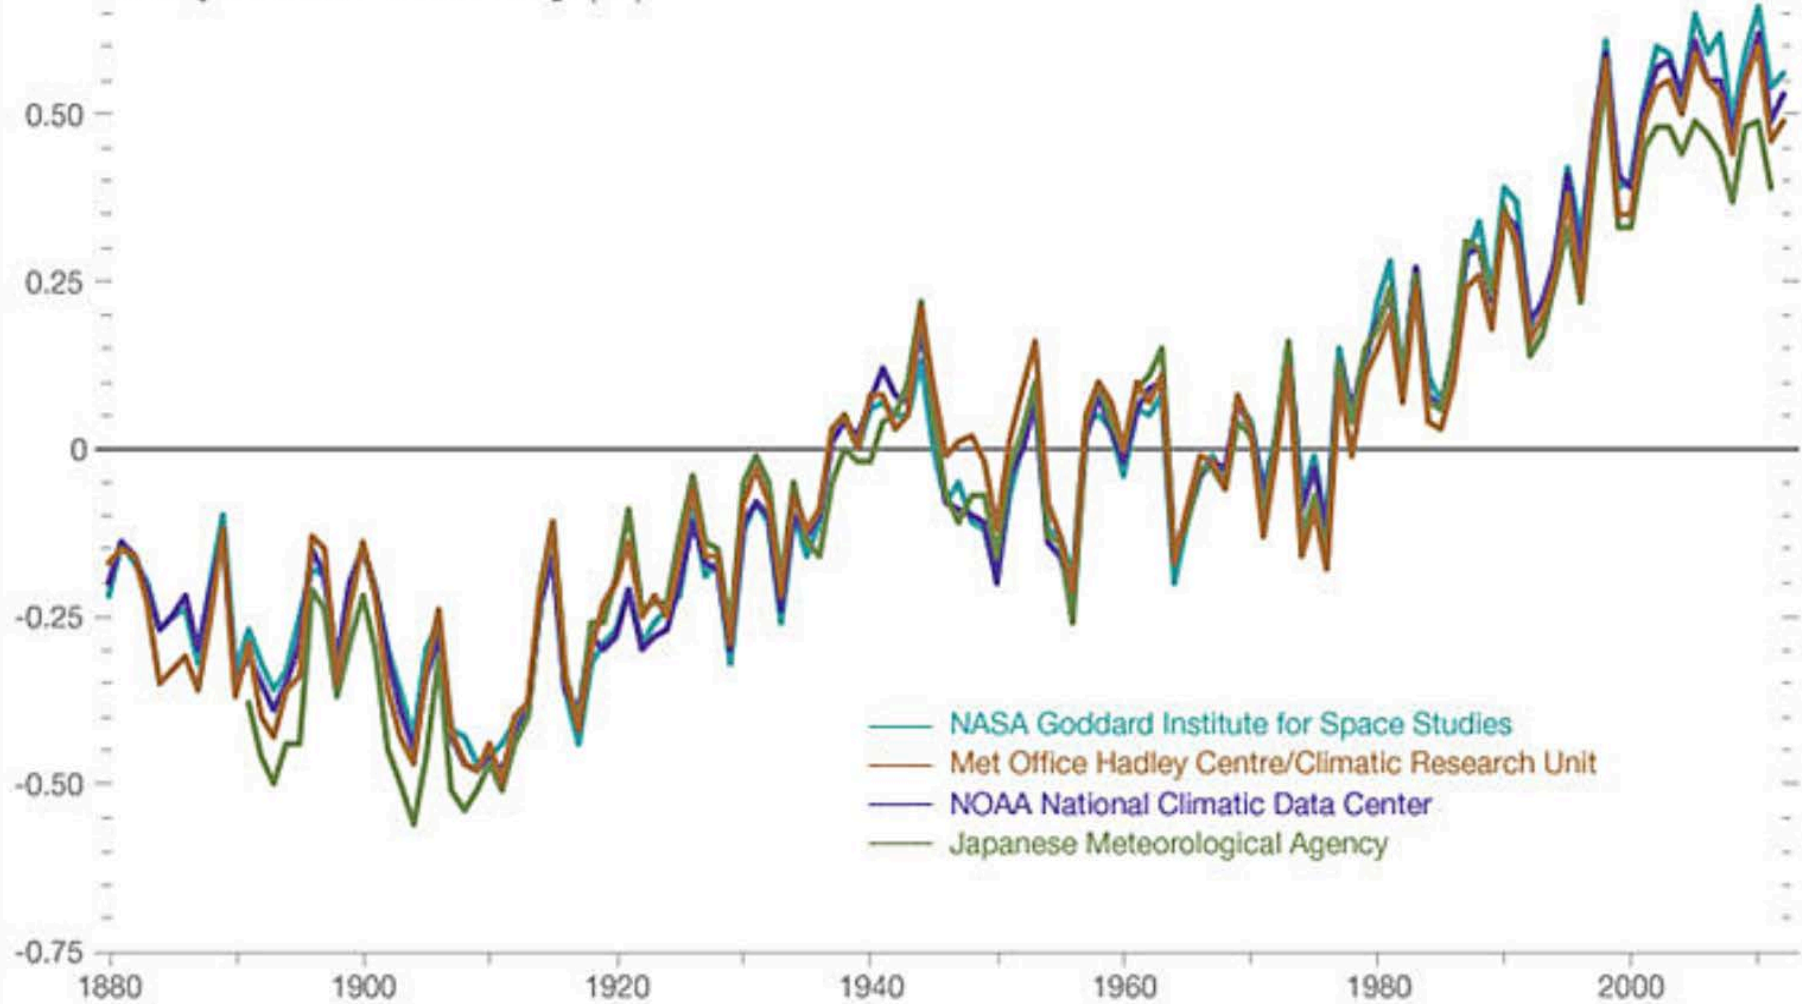 0.50
0.25
0
-0.25
-0.50
-0.75
NASA Goddard Institute for Space Studies
Met Office Hadley Centre/Climatic Research Unit
NOAA National Climatic Data Center
Japanese Meteorological Agency
1880 1900 1920 1940 1960 1980 2000